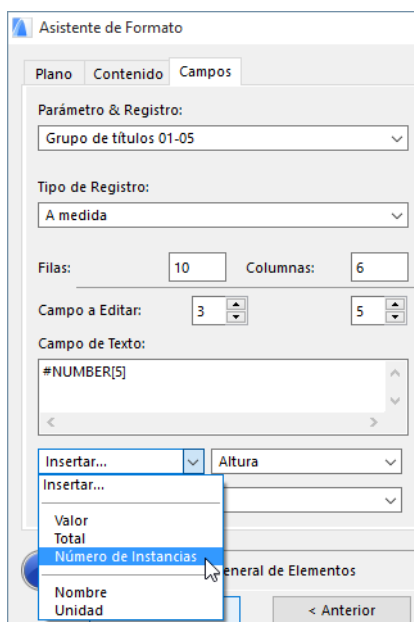 Asistente de Formato
Plano Contenido Campos
Parámetro & Registro:
Grupo de títulos 01-05
Tipo de Registro:
A medida
Filas: 10 Columnas: 6
Campo a Editar: 3 5
Campo de Texto:
#NUMBER[5]
Insertar... Altura
Insertar...
Valor
Total
Número de Instancias
eneral de Elementos
Nombre
Unidad
< Anterior